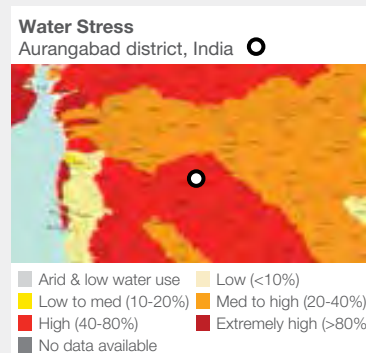 Water Stress
Aurangabad district, India
Arid & low water use
Low (<10%)
Low to med (10-20%)
Med to high (20-40%)
High (40-80%)
Extremely high (>80%
No data available